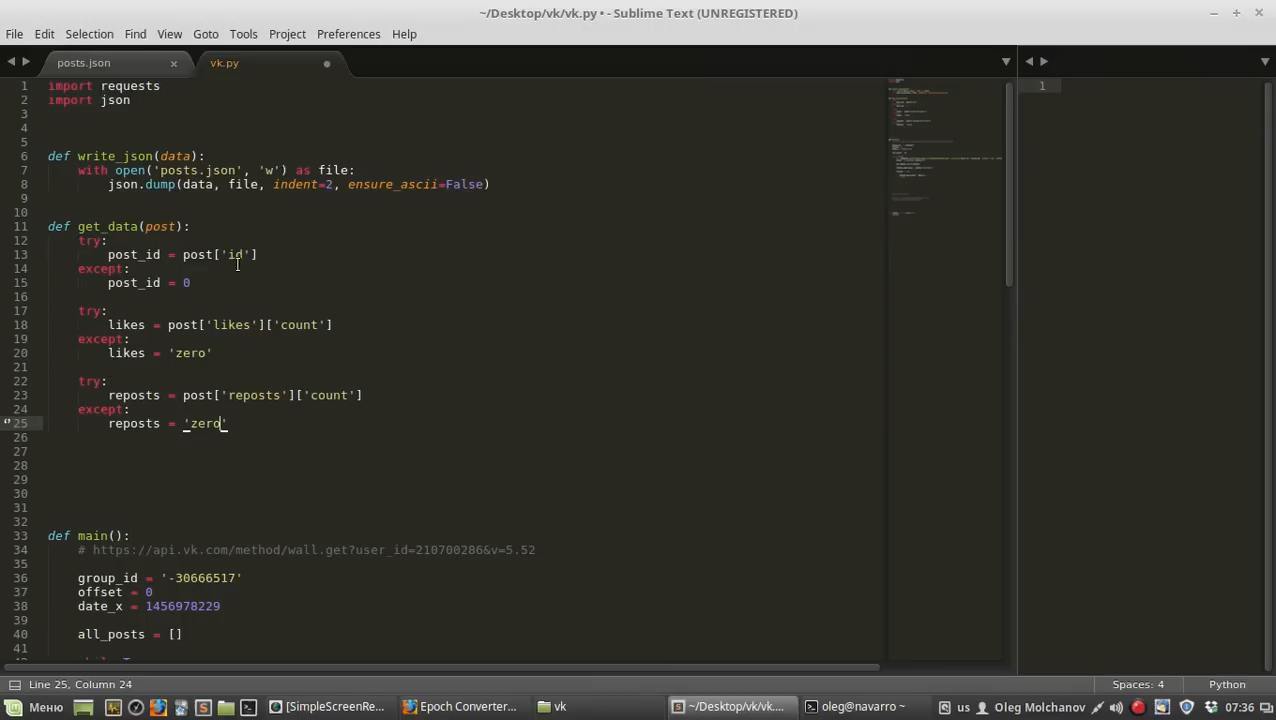 ~/Desktop/vk/vk.py • - Sublime Text (UNREGISTERED)
File Edit Selection Find View Goto Tools Project Preferences Help
posts.json × vk.py
1 import requests
2 import json
3
4
5
6 def write_json(data):
7 with open('posts.json', 'w') as file:
8 json.dump(data, file, indent=2, ensure_ascii=False)
9
10
11 def get_data(post):
12 try:
13 post_id = post['id']
14 except:
15 post_id = 0
16
17 try:
18 likes = post['likes']['count']
19 except:
20 likes = 'zero'
21
22 try:
23 reposts = post['reposts']['count']
24 except:
25 reposts = 'zero'
26
27
28
29
30
31
32
33 def main():
34 # https://api.vk.com/method/wall.get?user_id=210700286&v=5.52
35
36 group_id = '-30666517'
37 offset = 0
38 date_x = 1456978229
39
40 all_posts = []
41
1
Line 25, Column 24 Spaces: 4 Python
Меню [SimpleScreenRe... Epoch Converter... vk ~/Desktop/vk/vk.... oleg@navarro ~ us Oleg Molchanov 07:36